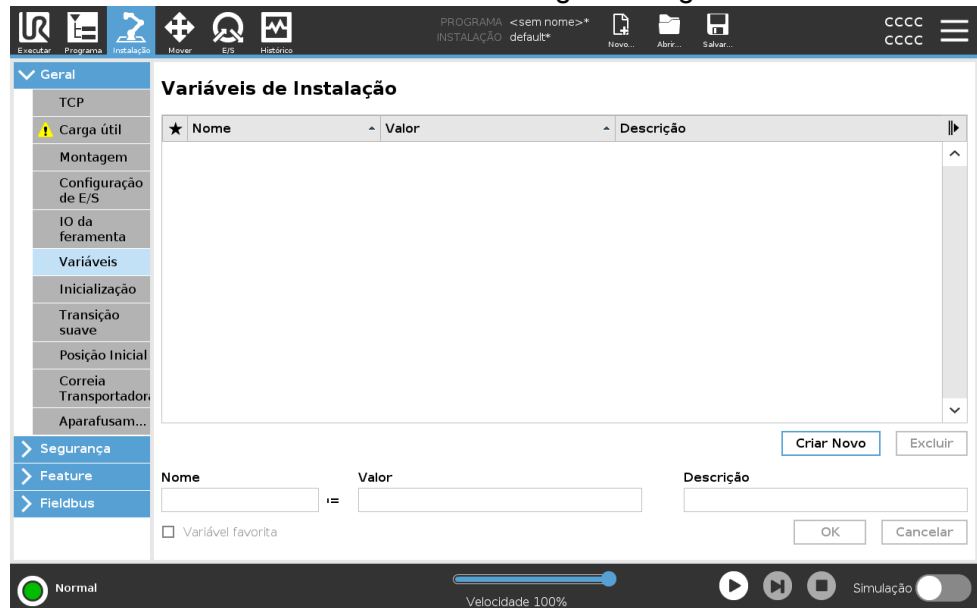 PROGRAMA <sem nome>*
INSTALAÇÃO default*
CCCC
CCCC
Executar Programa Instalação Mover E/S Histórico Novo... Abrir... Salvar...
Geral
TCP
Carga útil
Montagem
Configuração
de E/S
IO da
feramenta
Variáveis
Inicialização
Transição
suave
Posição Inicial
Correia
Aparafusam...
Segurança
Feature
Fieldbus
Variáveis de Instalação
Nome Valor Descrição
Criar Novo Excluir
Nome Valor Descrição
:=
Variável favorita
OK Cancelar
Normal
Velocidade 100%
Simulação